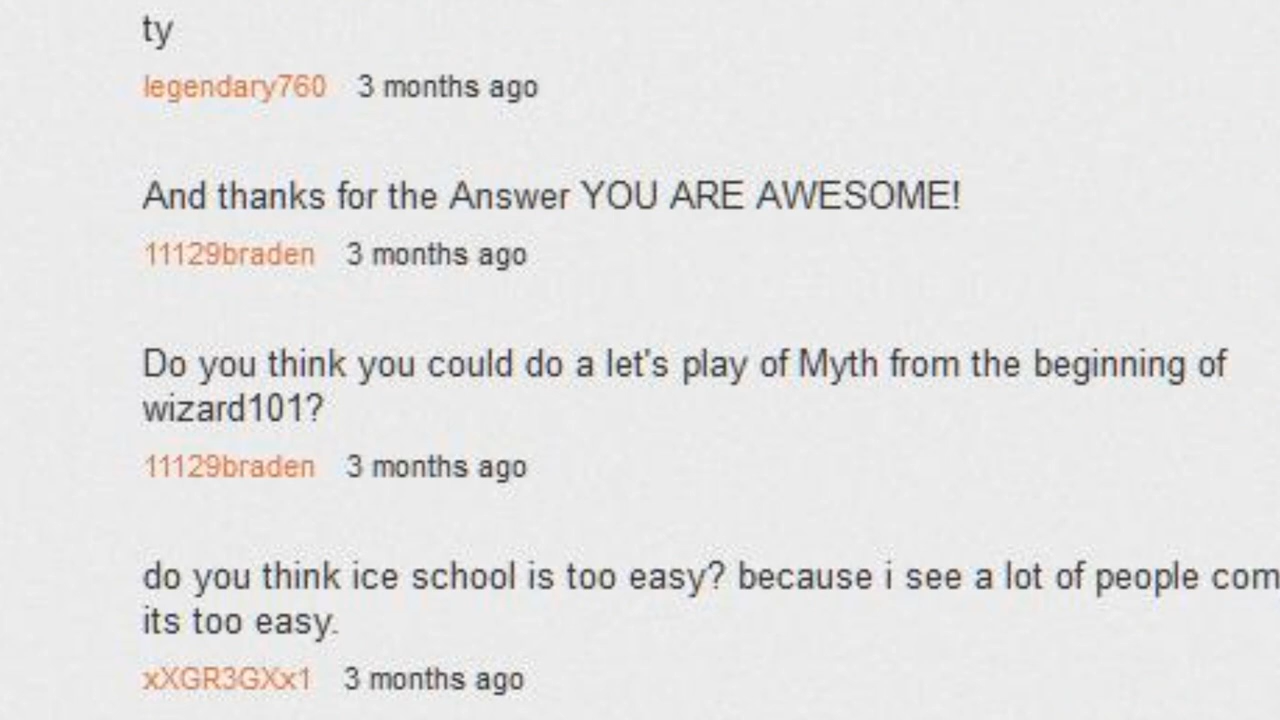 ty
legendary760 3 months ago
And thanks for the Answer YOU ARE AWESOME!
11129braden 3 months ago
Do you think you could do a let's play of Myth from the beginning of
wizard101?
11129braden 3 months ago
do you think ice school is too easy? because i see a lot of people com
its too easy.
xXGR3GXx1 3 months ago